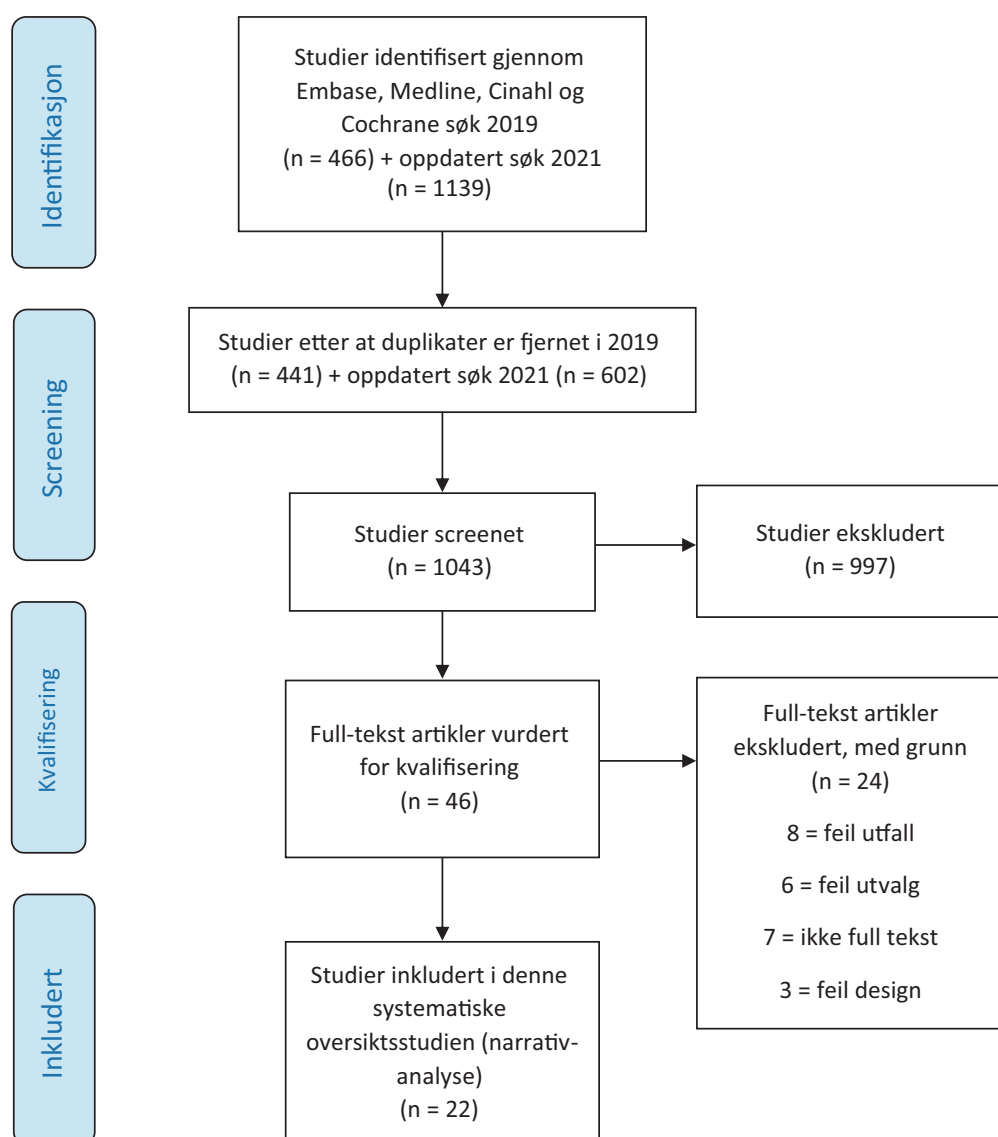 Identifikasjon
Studier identifisert gjennom
Embase, Medline, Cinahl og
Cochrane søk 2019
(n = 466) + oppdatert søk 2021
(n = 1139)
Screening
Studier etter at duplikater er fjernet i 2019
(n = 441) + oppdatert søk 2021 (n = 602)
Studier screenet
(n = 1043)
Studier ekskludert
(n = 997)
Kvalifisering
Full-tekst artikler vurdert
for kvalifisering
(n = 46)
Full-tekst artikler
ekskludert, med grunn
(n = 24)
8 = feil utfall
6 = feil utvalg
7 = ikke full tekst
3 = feil design
Inkludert
Studier inkludert i denne
systematiske
oversiktsstudien (narrativ-
analyse)
(n = 22)